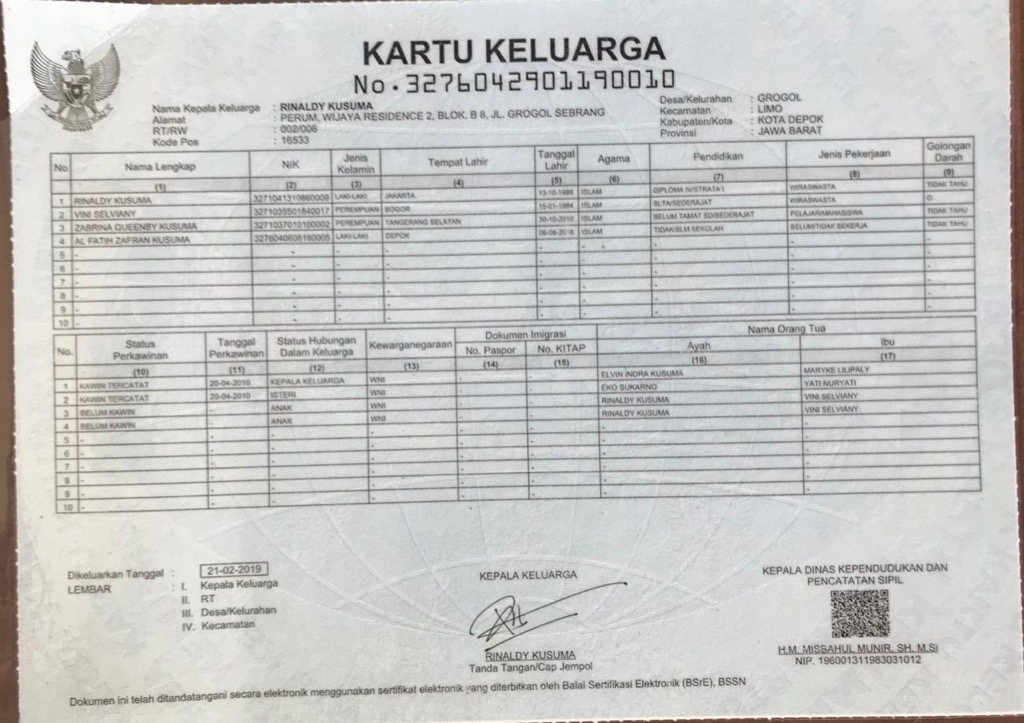 KARTU KELUARGA
No.3276042901190010
Nama Kepala Keluarga : RINALDY KUSUMA
Alamat : PERUM. WIJAYA RESIDENCE 2, BLOK. B 8, JL. GROGOL SEBRANG
RT/RW : 002/006
Kode Pos : 16533
Desa/Kelurahan : GROGOL
Kecamatan : LIMO
Kabupaten/Kota : KOTA DEPOK
Provinsi : JAWA BARAT
No Nama Lengkap NIK Jenis Kelamin Tempat Lahir Tanggal Lahir Agama Pendidikan Jenis Pekerjaan Golongan Darah
(1) (2) (3) (4) (5) (6) (7) (8) (9)
1 RINALDY KUSUMA 3271041310860009 LAKI-LAKI JAKARTA 13-10-1986 ISLAM DIPLOMA IV/STRATA1 WIRASWASTA TIDAK TAHU
2 VINI SELVIANY 3271035501840017 PEREMPUAN BOGOR 15-01-1984 ISLAM SLTA/SEDERAJAT WIRASWASTA O
3 ZABRINA QUEENBY KUSUMA 3271037010100002 PEREMPUAN TANGERANG SELATAN 30-10-2010 ISLAM BELUM TAMAT SD/SEDERAJAT PELAJAR/MAHASISWA TIDAK TAHU
4 AL FATIH ZAFRAN KUSUMA 3276040608180005 LAKI-LAKI DEPOK 06-08-2018 ISLAM TIDAK/BLM SEKOLAH BELUM/TIDAK BEKERJA TIDAK TAHU
5 - - - - - - - - -
6 - - - - - - - - -
7 - - - - - - - - -
8 - - - - - - - - -
9 - - - - - - - - -
10 - - - - - - - - -
No. Status Perkawinan Tanggal Perkawinan Status Hubungan Dalam Keluarga Kewarganegaraan Dokumen Imigrasi Nama Orang Tua
No. Paspor No. KITAP Ayah Ibu
(10) (11) (12) (13) (14) (15) (16) (17)
1 KAWIN TERCATAT 20-04-2010 KEPALA KELUARGA WNI - - ELVIN INDRA KUSUMA MARYKE LILIPALY
2 KAWIN TERCATAT 20-04-2010 ISTERI WNI - - EKO SUKARNO YATI NURYATI
3 BELUM KAWIN - ANAK WNI - - RINALDY KUSUMA VINI SELVIANY
4 BELUM KAWIN - ANAK WNI - - RINALDY KUSUMA VINI SELVIANY
5 - - - - - - - -
6 - - - - - - - -
7 - - - - - - - -
8 - - - - - - - -
9 - - - - - - - -
10 - - - - - - - -
Dikeluarkan Tanggal : 21-02-2019
LEMBAR : I. Kepala Keluarga
II. RT
III. Desa/Kelurahan
IV. Kecamatan
KEPALA KELUARGA
RINALDY KUSUMA
Tanda Tangan/Cap Jempol
KEPALA DINAS KEPENDUDUKAN DAN
PENCATATAN SIPIL
H.M. MISBAHUL MUNIR, SH. M.Si
NIP. 196001311983031012
Dokumen ini telah ditandatangani secara elektronik menggunakan sertifikat elektronik yang diterbitkan oleh Balai Sertifikasi Elektronik (BSrE), BSSN